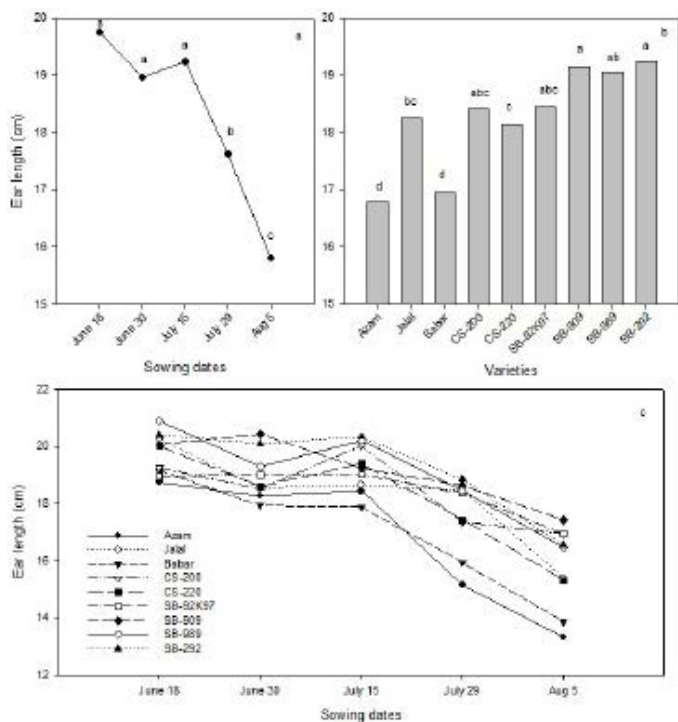 20
19
18
17
16
15
Ear length (cm)
a
a
a
b
c
a
June 16
June 30
July 15
July 29
Aug 5
Sowing dates
20
19
18
17
16
15
d
bc
d
abc
c
abc
a
ab
a
b
Azam
Jalal
Babar
CS-200
CS-220
SB-92K97
SB-909
SB-989
SB-292
Varieties
22
20
18
16
14
12
Ear length (cm)
c
Azam
Jalal
Babar
CS-200
CS-220
SB-92K97
SB-909
SB-989
SB-292
June 16
June 30
July 15
July 29
Aug 5
Sowing dates